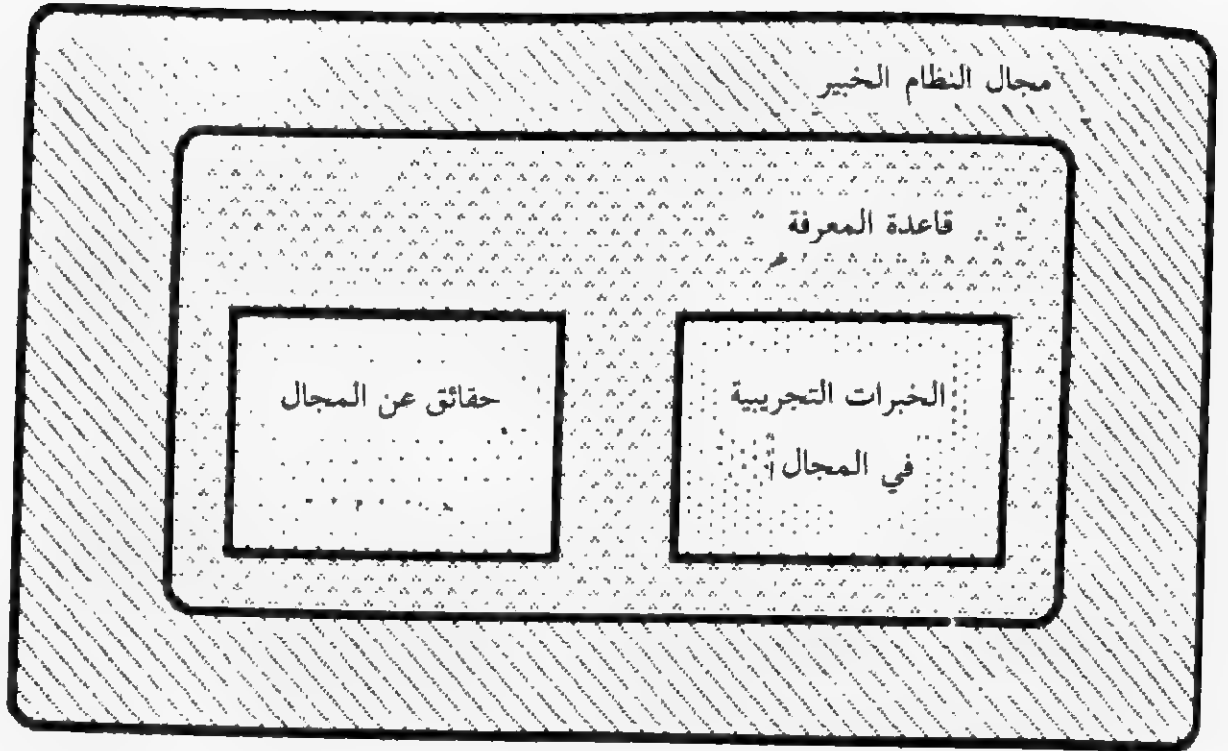 مجال النظام الخبير
قاعدة المعرفة
الخبرات التجريبية
في المجال
حقائق عن المجال